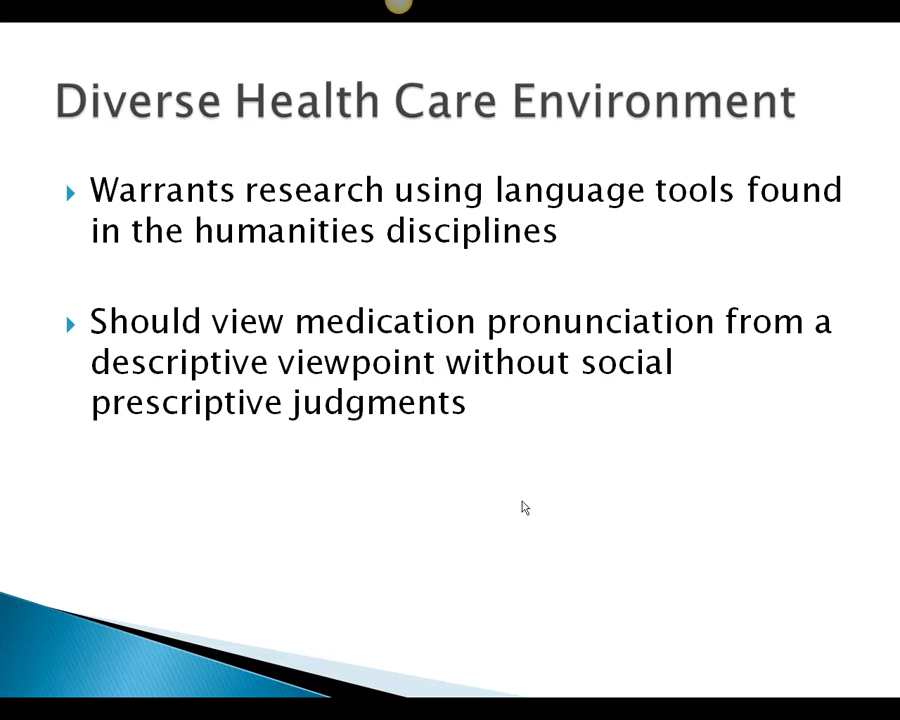 Diverse Health Care Environment
Warrants research using language tools found
in the humanities disciplines
Should view medication pronunciation from a
descriptive viewpoint without social
prescriptive judgments